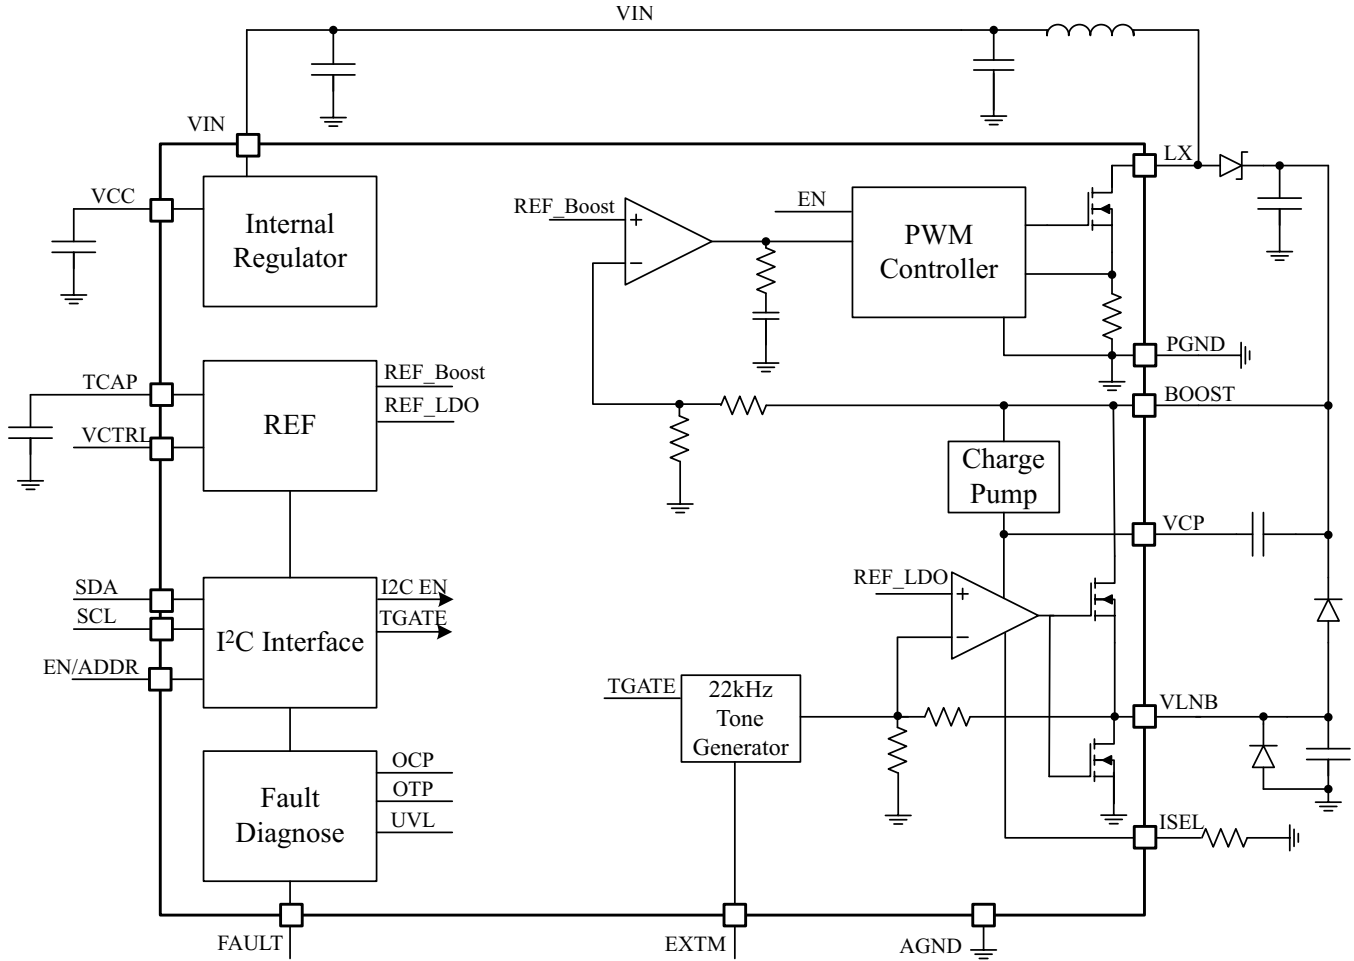 VIN
VIN
LX
VCC
Internal
Regulator
REF_Boost
+
−
EN
PWM
Controller
PGND
TCAP
VCTRL
REF
REF_Boost
REF_LDO
BOOST
Charge
Pump
VCP
SDA
SCL
EN/ADDR
I²C Interface
I2C EN
TGATE
REF_LDO
+
−
TGATE
22kHz
Tone
Generator
VLNB
Fault
Diagnose
OCP
OTP
UVL
ISEL
FAULT
EXTM
AGND